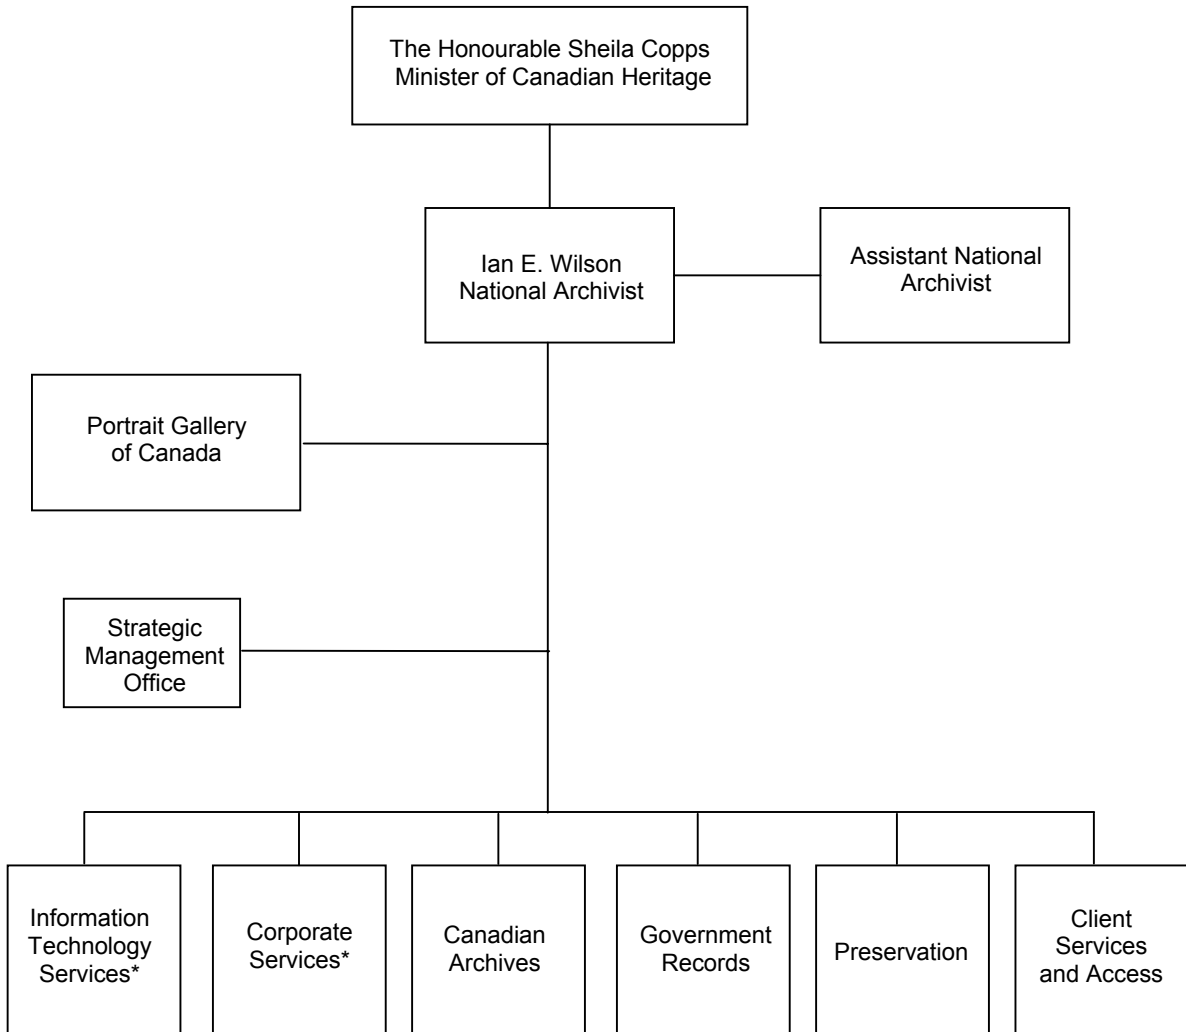 The Honourable Sheila Copps
Minister of Canadian Heritage
Ian E. Wilson
National Archivist
Assistant National
Archivist
Portrait Gallery
of Canada
Strategic
Management
Office
Information
Technology
Services*
Corporate
Services*
Canadian
Archives
Government
Records
Preservation
Client
Services
and Access